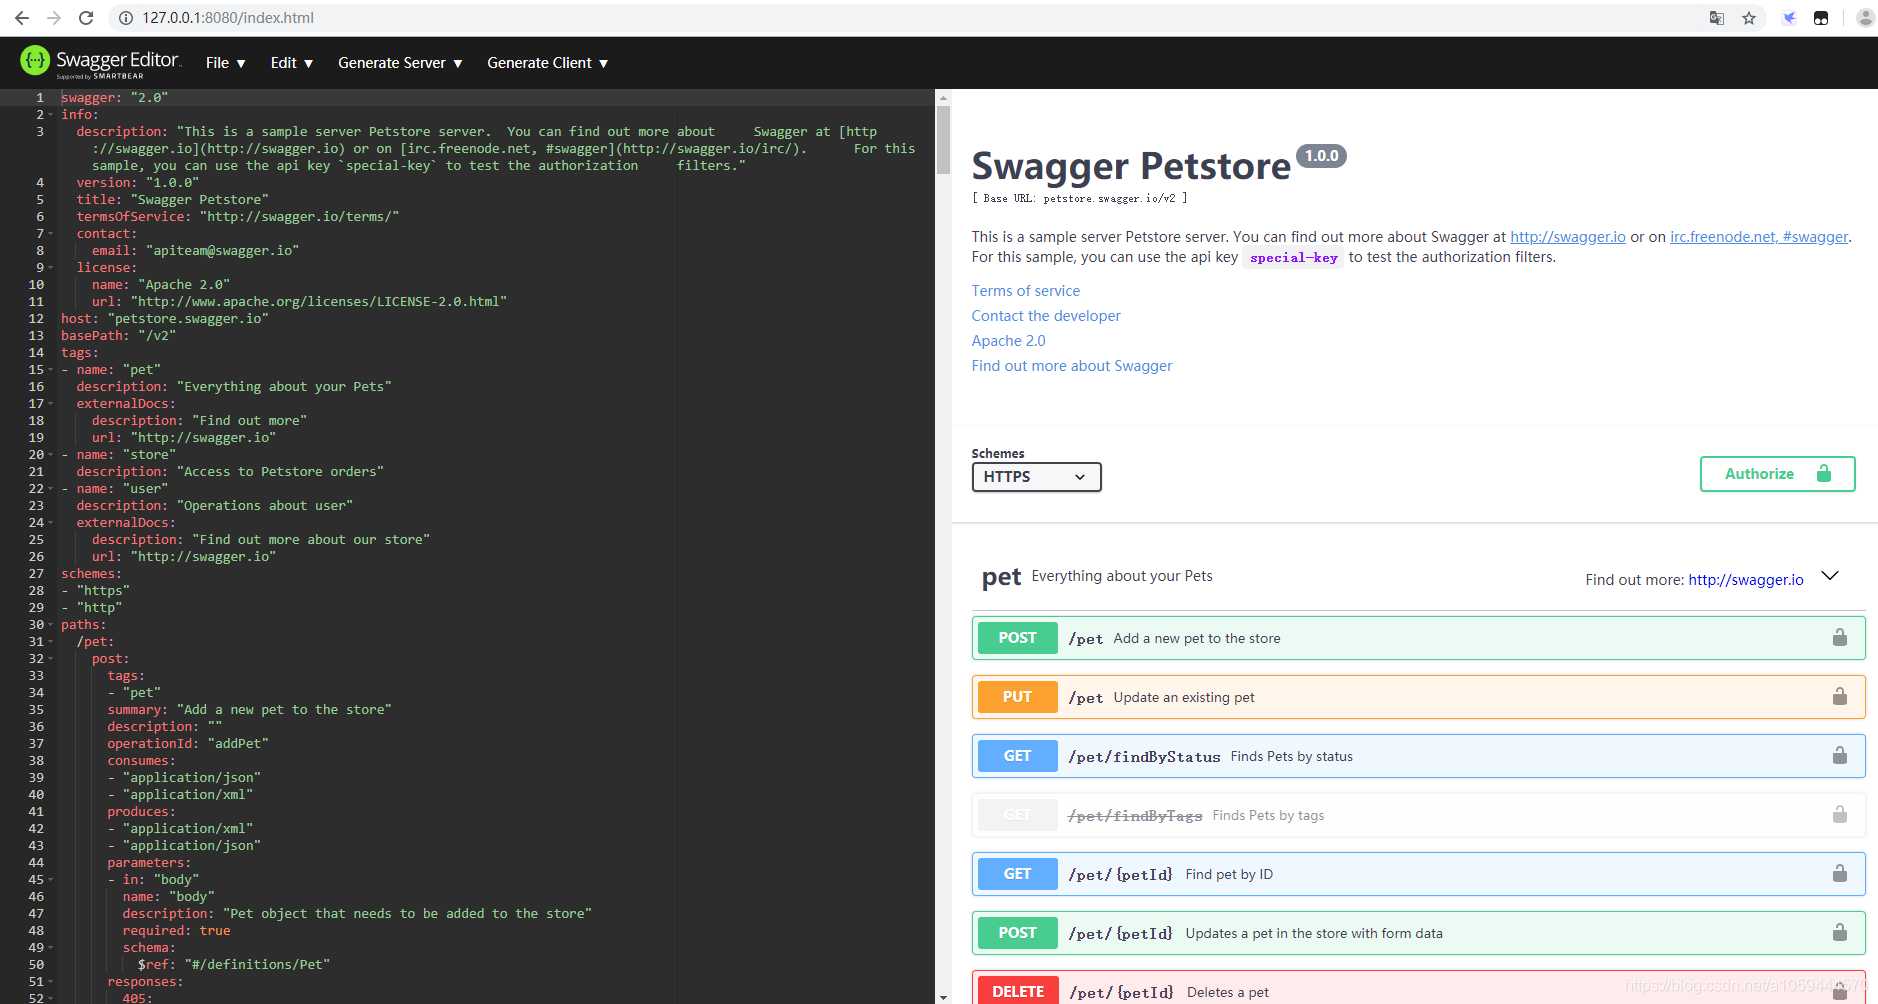 127.0.0.1:8080/index.html
Swagger Editor
Supported by SMARTBEAR
File ▼ Edit ▼ Generate Server ▼ Generate Client ▼
1 swagger: "2.0"
2 info:
3 description: "This is a sample server Petstore server. You can find out more about Swagger at [http
://swagger.io](http://swagger.io) or on [irc.freenode.net, #swagger](http://swagger.io/irc/). For this
sample, you can use the api key `special-key` to test the authorization filters."
4 version: "1.0.0"
5 title: "Swagger Petstore"
6 termsOfService: "http://swagger.io/terms/"
7 contact:
8 email: "apiteam@swagger.io"
9 license:
10 name: "Apache 2.0"
11 url: "http://www.apache.org/licenses/LICENSE-2.0.html"
12 host: "petstore.swagger.io"
13 basePath: "/v2"
14 tags:
15 - name: "pet"
16 description: "Everything about your Pets"
17 externalDocs:
18 description: "Find out more"
19 url: "http://swagger.io"
20 - name: "store"
21 description: "Access to Petstore orders"
22 - name: "user"
23 description: "Operations about user"
24 externalDocs:
25 description: "Find out more about our store"
26 url: "http://swagger.io"
27 schemes:
28 - "https"
29 - "http"
30 paths:
31 /pet:
32 post:
33 tags:
34 - "pet"
35 summary: "Add a new pet to the store"
36 description: ""
37 operationId: "addPet"
38 consumes:
39 - "application/json"
40 - "application/xml"
41 produces:
42 - "application/xml"
43 - "application/json"
44 parameters:
45 - in: "body"
46 name: "body"
47 description: "Pet object that needs to be added to the store"
48 required: true
49 schema:
50 $ref: "#/definitions/Pet"
51 responses:
52 405:
Swagger Petstore 1.0.0
[ Base URL: petstore.swagger.io/v2 ]
This is a sample server Petstore server. You can find out more about Swagger at http://swagger.io or on irc.freenode.net, #swagger.
For this sample, you can use the api key special-key to test the authorization filters.
Terms of service
Contact the developer
Apache 2.0
Find out more about Swagger
Schemes
HTTPS
Authorize
pet Everything about your Pets Find out more: http://swagger.io
POST /pet Add a new pet to the store
PUT /pet Update an existing pet
GET /pet/findByStatus Finds Pets by status
GET /pet/findByTags Finds Pets by tags
GET /pet/{petId} Find pet by ID
POST /pet/{petId} Updates a pet in the store with form data
DELETE /pet/{petId} Deletes a pet